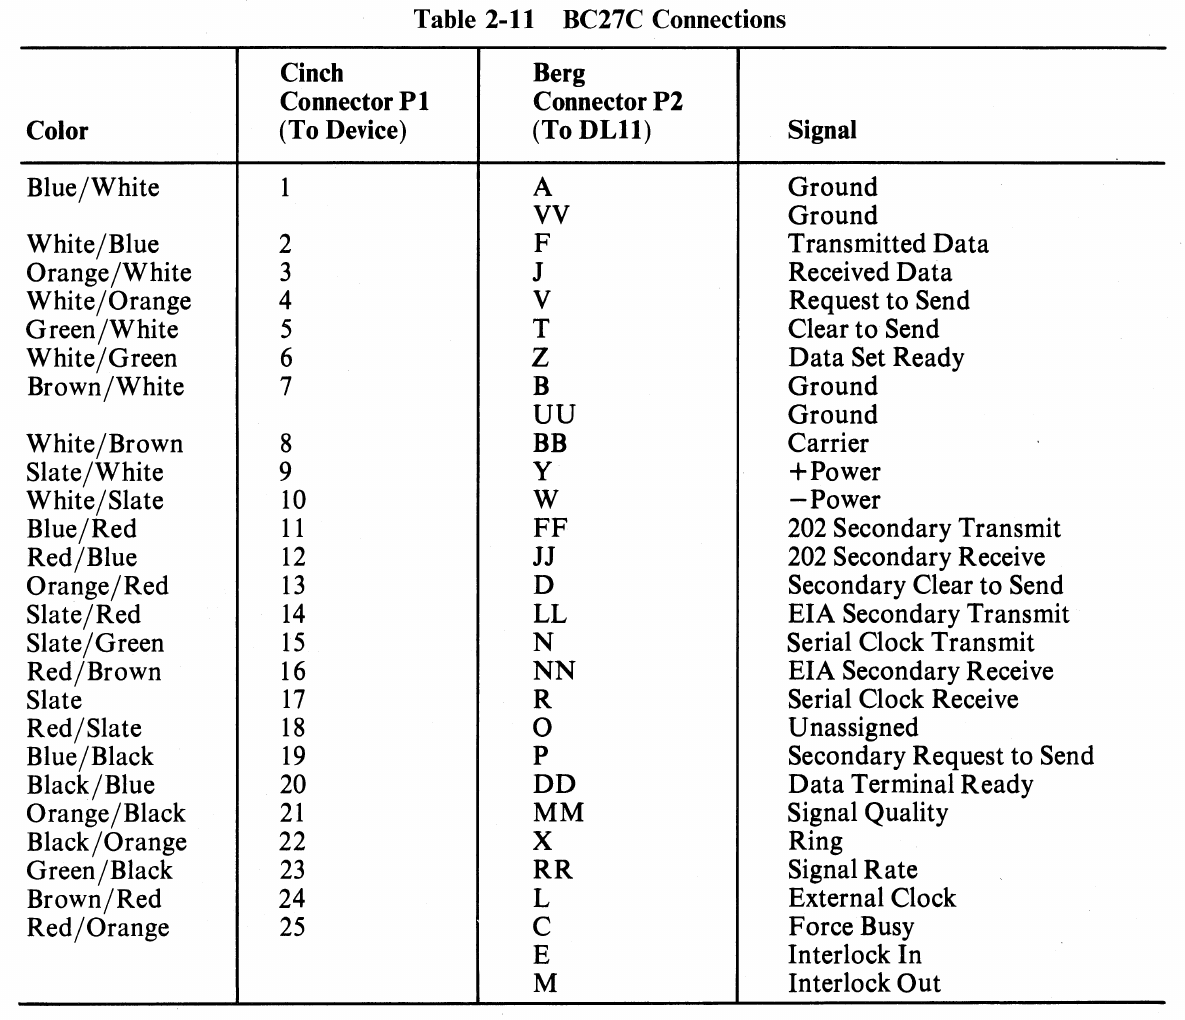 Table 2-11 BC27C Connections
Color Cinch Connector P1 (To Device) Berg Connector P2 (To DL11) Signal
Blue/White 1 A Ground
VV Ground
White/Blue 2 F Transmitted Data
Orange/White 3 J Received Data
White/Orange 4 V Request to Send
Green/White 5 T Clear to Send
White/Green 6 Z Data Set Ready
Brown/White 7 B Ground
UU Ground
White/Brown 8 BB Carrier
Slate/White 9 Y +Power
White/Slate 10 W −Power
Blue/Red 11 FF 202 Secondary Transmit
Red/Blue 12 JJ 202 Secondary Receive
Orange/Red 13 D Secondary Clear to Send
Slate/Red 14 LL EIA Secondary Transmit
Slate/Green 15 N Serial Clock Transmit
Red/Brown 16 NN EIA Secondary Receive
Slate 17 R Serial Clock Receive
Red/Slate 18 O Unassigned
Blue/Black 19 P Secondary Request to Send
Black/Blue 20 DD Data Terminal Ready
Orange/Black 21 MM Signal Quality
Black/Orange 22 X Ring
Green/Black 23 RR Signal Rate
Brown/Red 24 L External Clock
Red/Orange 25 C Force Busy
E Interlock In
M Interlock Out